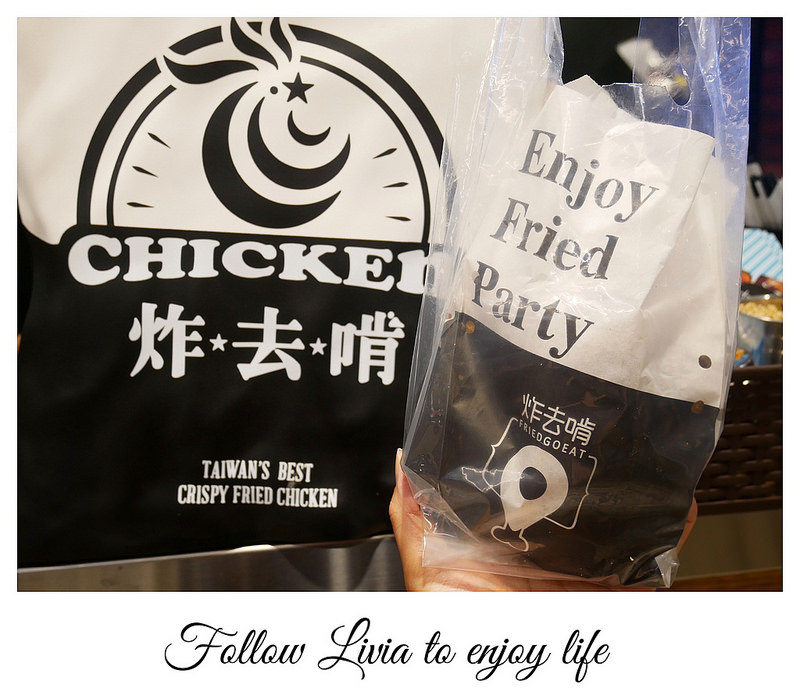 CHICKEN
炸★去★啃
TAIWAN'S BEST
CRISPY FRIED CHICKEN
Enjoy
Fried
Party
炸去啃
FRIEDGOEAT
Follow Livia to enjoy life